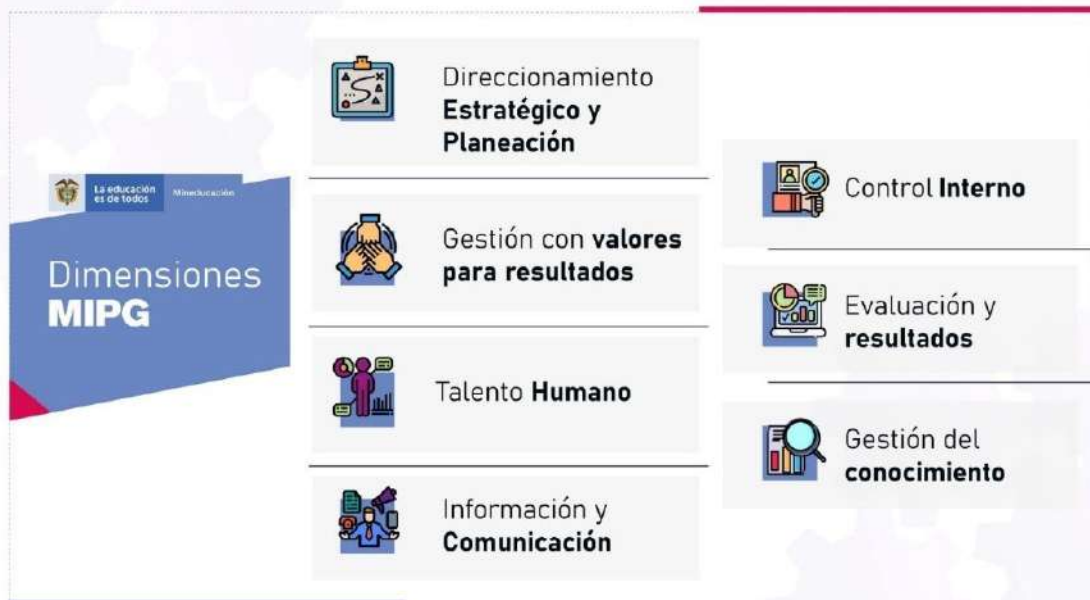 La educación
es de todos
Mineducación
Dimensiones
MIPG
Direccionamiento
Estratégico y
Planeación
Gestión con valores
para resultados
Talento Humano
Información y
Comunicación
Control Interno
Evaluación y
resultados
Gestión del
conocimiento